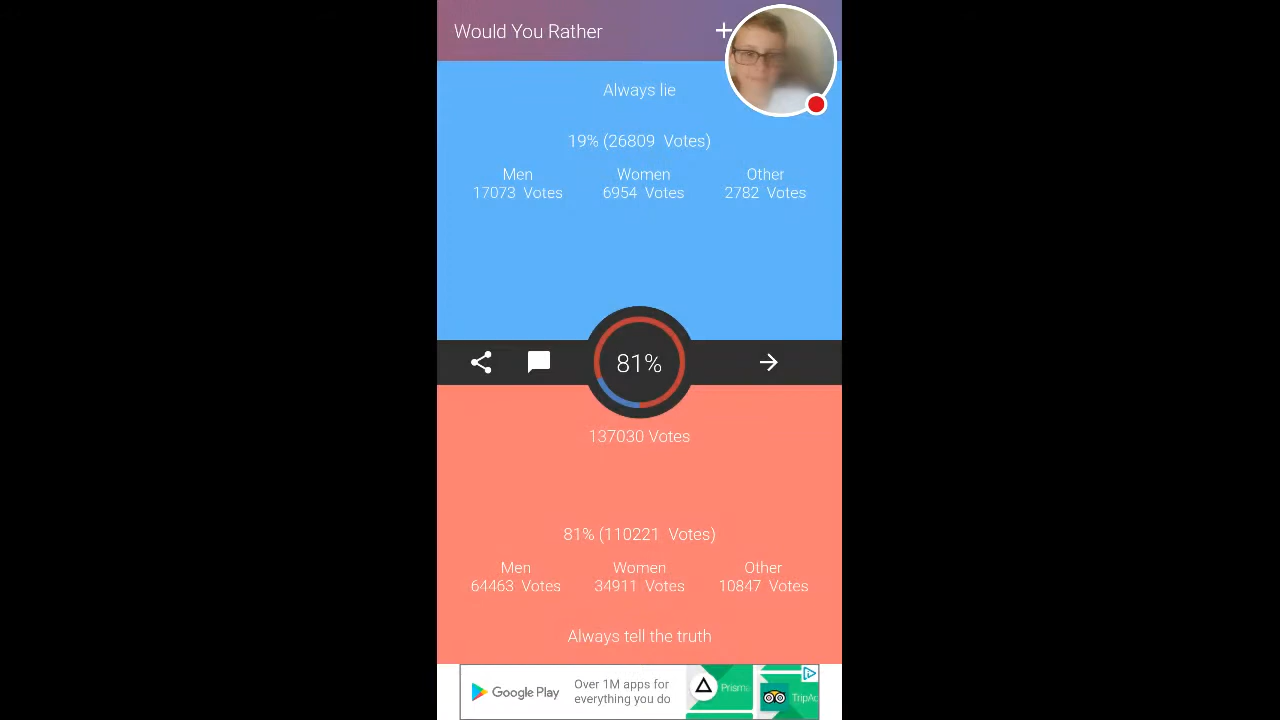 Would You Rather
Always lie
19% (26809 Votes)
Men Women Other
17073 Votes 6954 Votes 2782 Votes
81%
137030 Votes
81% (110221 Votes)
Men Women Other
64463 Votes 34911 Votes 10847 Votes
Always tell the truth
Google Play
Over 1M apps for
everything you do
Prisma
TripAd